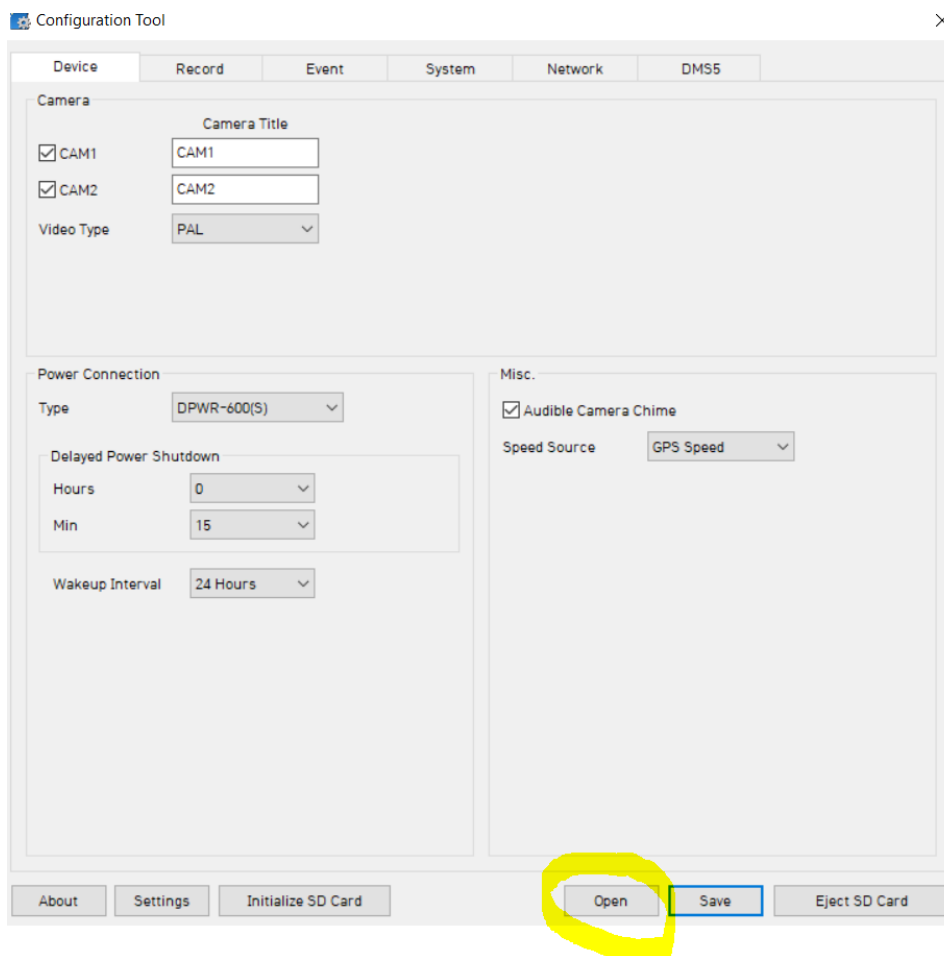 Configuration Tool
Device Record Event System Network DMS5
Camera
Camera Title
CAM1 CAM1
CAM2 CAM2
Video Type PAL
Power Connection
Type DPWR-600(S)
Delayed Power Shutdown
Hours 0
Min 15
Wakeup Interval 24 Hours
Misc.
Audible Camera Chime
Speed Source GPS Speed
About Settings Initialize SD Card Open Save Eject SD Card